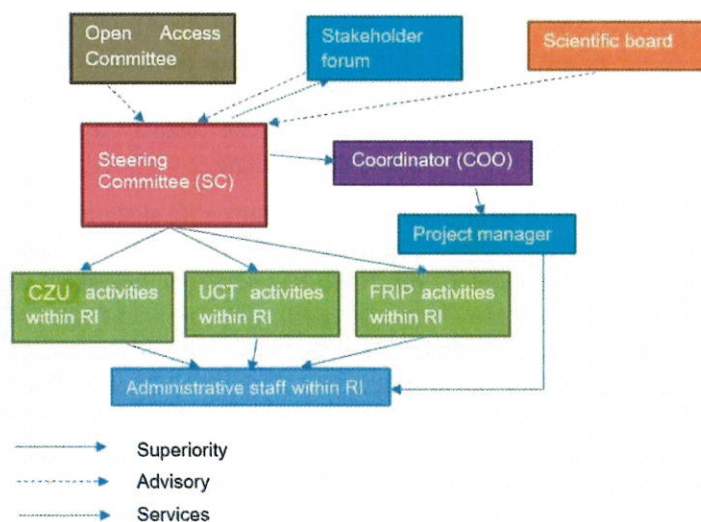 Open Access
Committee
Stakeholder
forum
Scientific board
Steering
Committee (SC)
Coordinator (COO)
Project manager
CZU activities
within RI
UCT activities
within RI
FRIP activities
within RI
Administrative staff within RI
Superiority
Advisory
Services